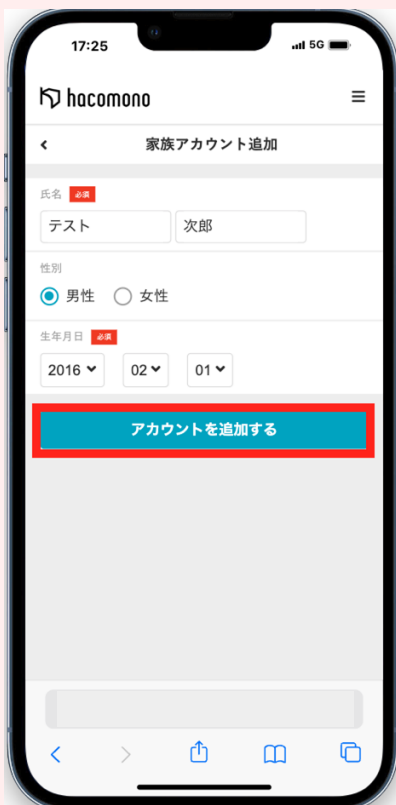 17:25
5G
hacomono
家族アカウント追加
氏名 必須
テスト 次郎
性別
男性 女性
生年月日 必須
2016 02 01
アカウントを追加する